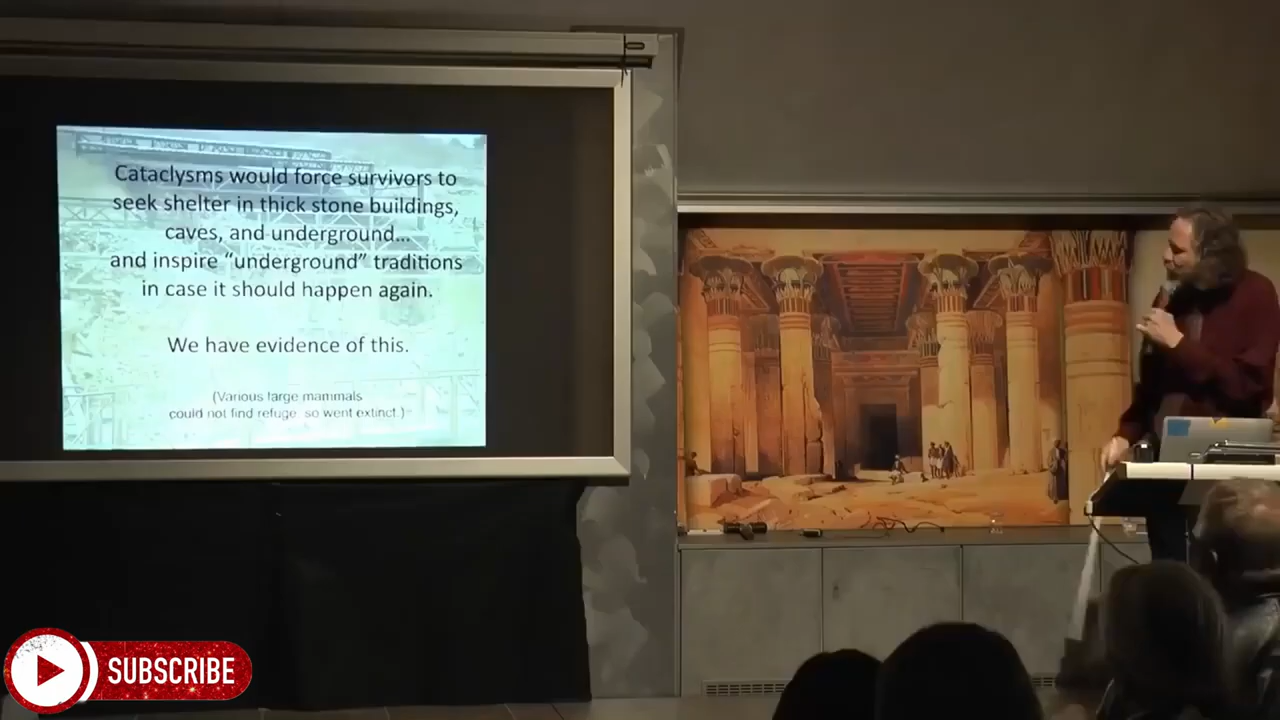 Cataclysms would force survivors to
seek shelter in thick stone buildings,
caves, and underground...
and inspire “underground” traditions
in case it should happen again.
We have evidence of this.
(Various large mammals
could not find refuge, so went extinct.)
SUBSCRIBE